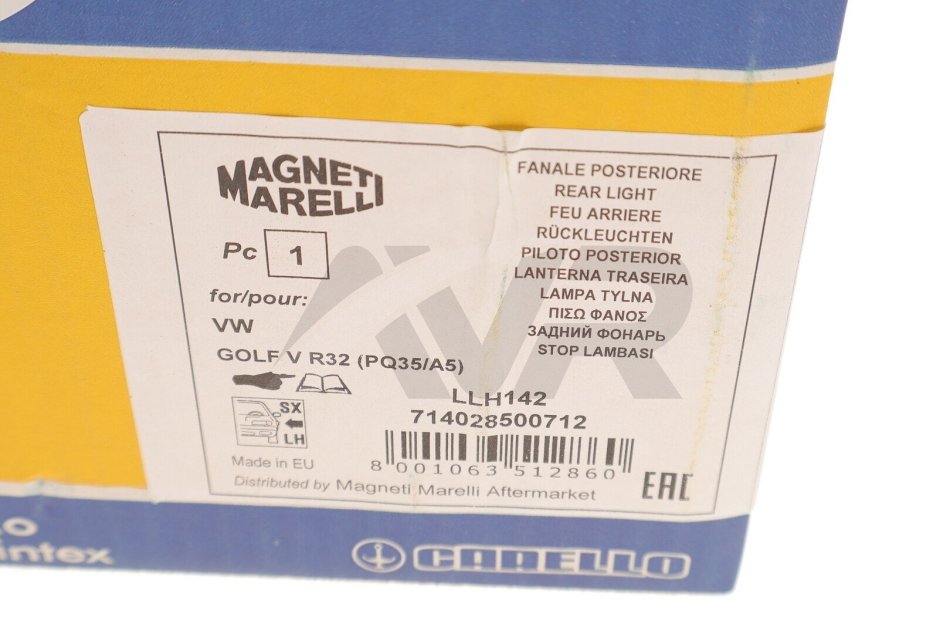 MAGNETI
MARELLI
Pc 1
for/pour:
VW
GOLF V R32 (PQ35/A5)
SX
LH
Made in EU
Distributed by Magneti Marelli Aftermarket
FANALE POSTERIORE
REAR LIGHT
FEU ARRIERE
RÜCKLEUCHTEN
PILOTO POSTERIOR
LANTERNA TRASEIRA
LAMPA TYLNA
ΠΙΣΩ ΦΑΝΟΣ
ЗАДНИЙ ФОНАРЬ
STOP LAMBASI
LLH142
714028500712
8 001063 512860
EAC
CARELLO
IVR